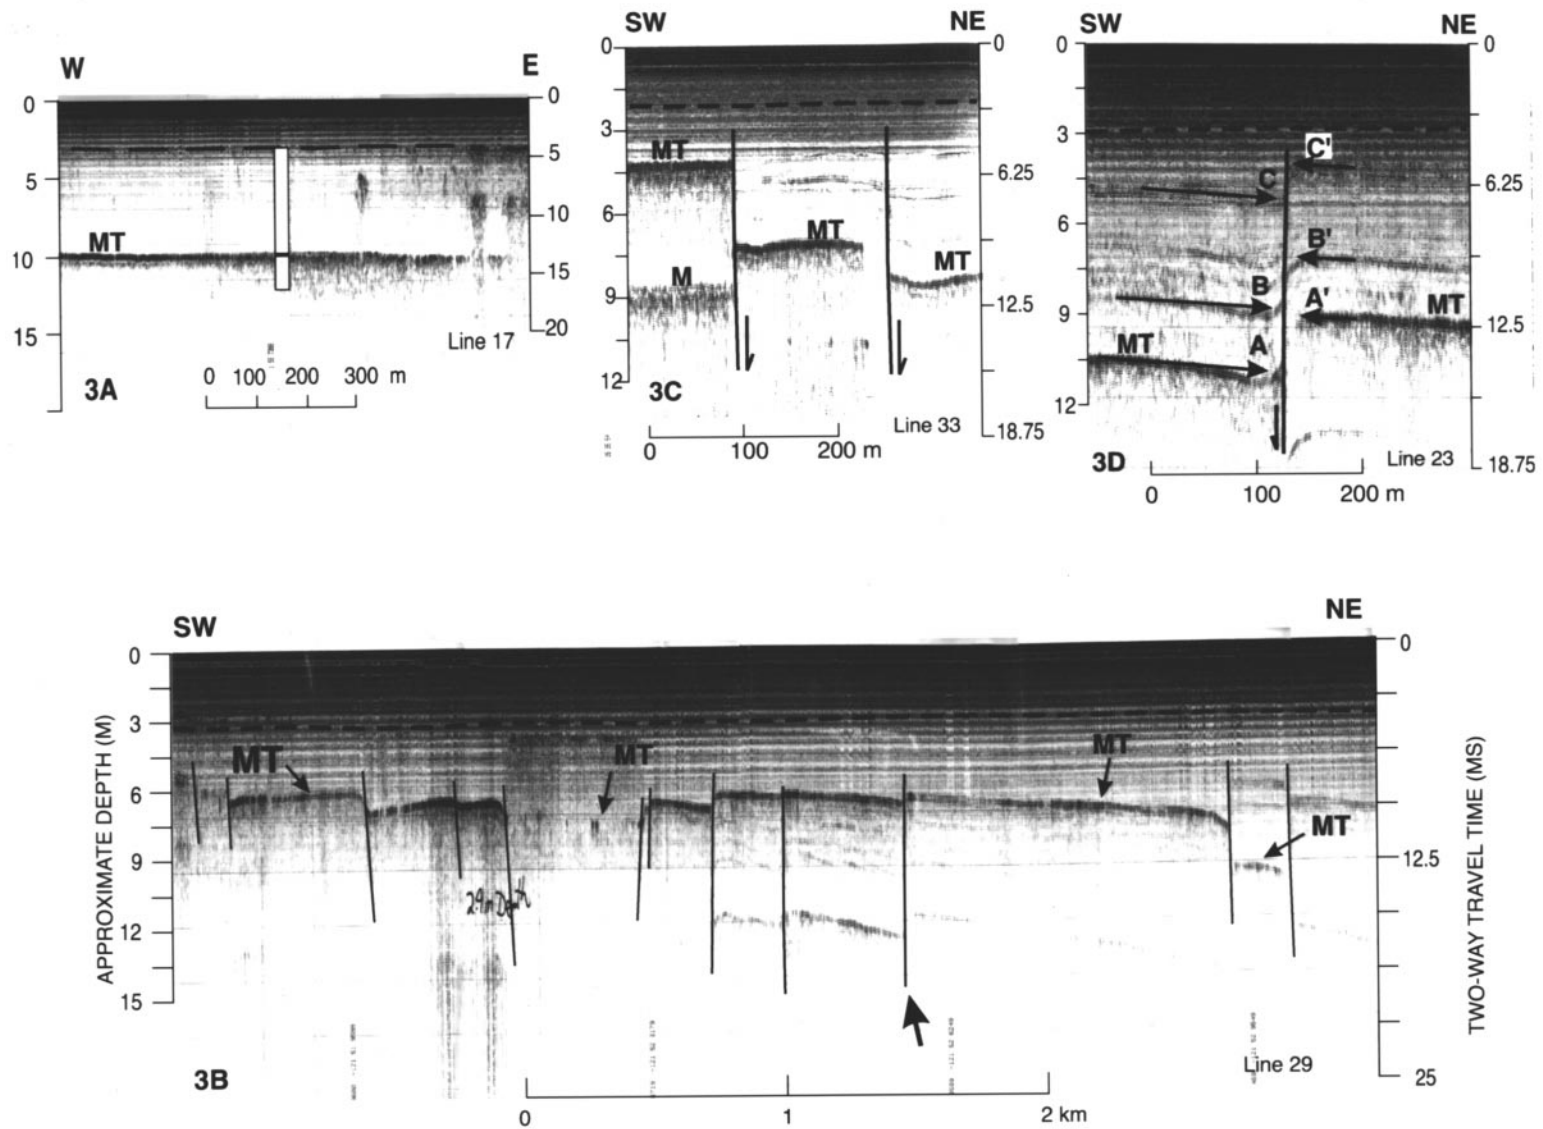 W E
0 0
5 5
10 10
15 15
20
MT
Line 17
0 100 200 300 m
3A
SW NE
0 0
3
6.25
6
9
12.5
12
18.75
MT
MT
MT
M
3C
Line 33
0 100 200 m
SW NE
0 0
3
6.25
6
9
12.5
12
18.75
C'
C
B'
B
A'
MT
A
MT
3D
Line 23
0 100 200 m
SW NE
APPROXIMATE DEPTH (M)
0
3
6
9
12
15
MT
MT
MT
MT
0
12.5
25
TWO-WAY TRAVEL TIME (MS)
3B
Line 29
0 1 2 km